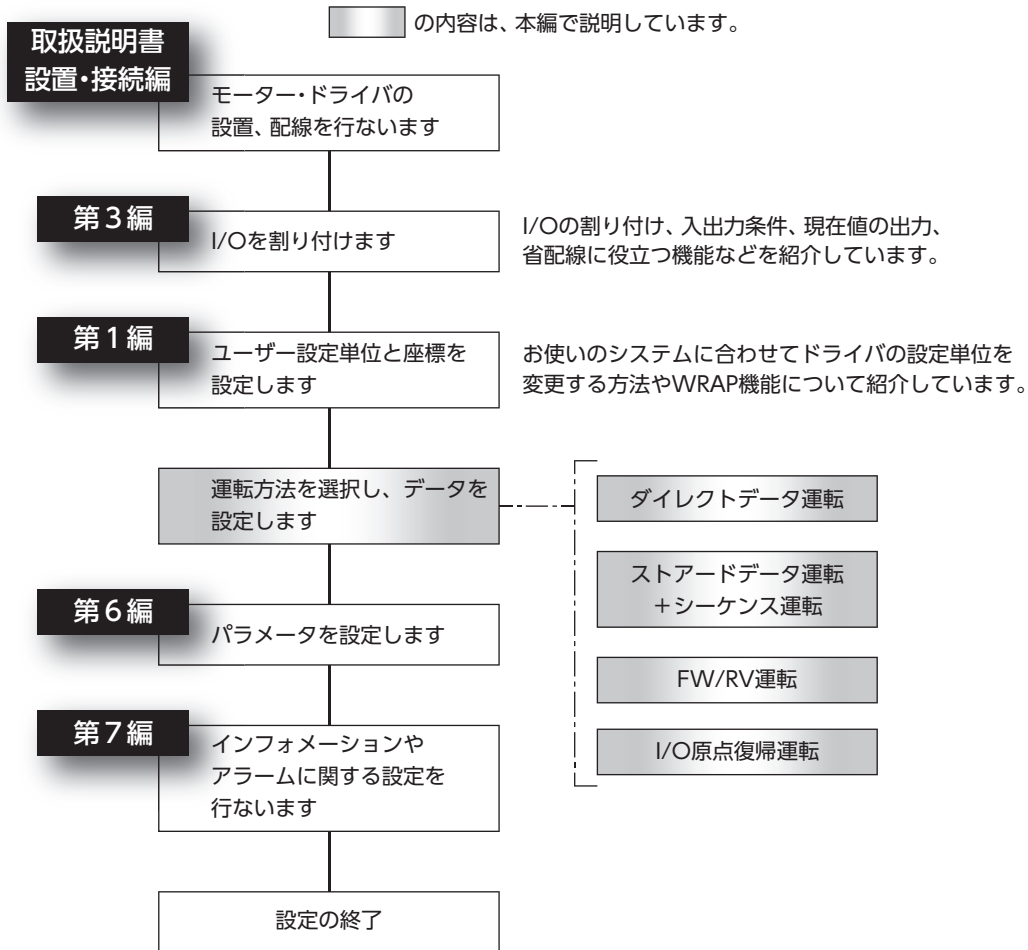 の内容は、本編で説明しています。
取扱説明書
設置・接続編
モーター・ドライバの
設置、配線を行ないます
第3編
I/Oを割り付けます
I/Oの割り付け、入出力条件、現在値の出力、
省配線に役立つ機能などを紹介しています。
第1編
ユーザー設定単位と座標を
設定します
お使いのシステムに合わせてドライバの設定単位を
変更する方法やWRAP機能について紹介しています。
運転方法を選択し、データを
設定します
ダイレクトデータ運転
ストアードデータ運転
+シーケンス運転
FW/RV運転
I/O原点復帰運転
第6編
パラメータを設定します
第7編
インフォメーションや
アラームに関する設定を
行ないます
設定の終了